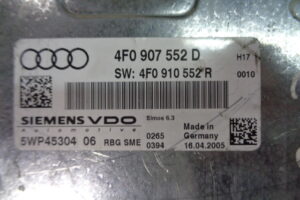 4F0 907 552 D
SW: 4F0 910 552 R
H17
0010
SIEMENS VDO
Automotive
Simos 6.3
5WP45304 06
RBG SME
0265
0394
Made in
Germany
16.04.2005